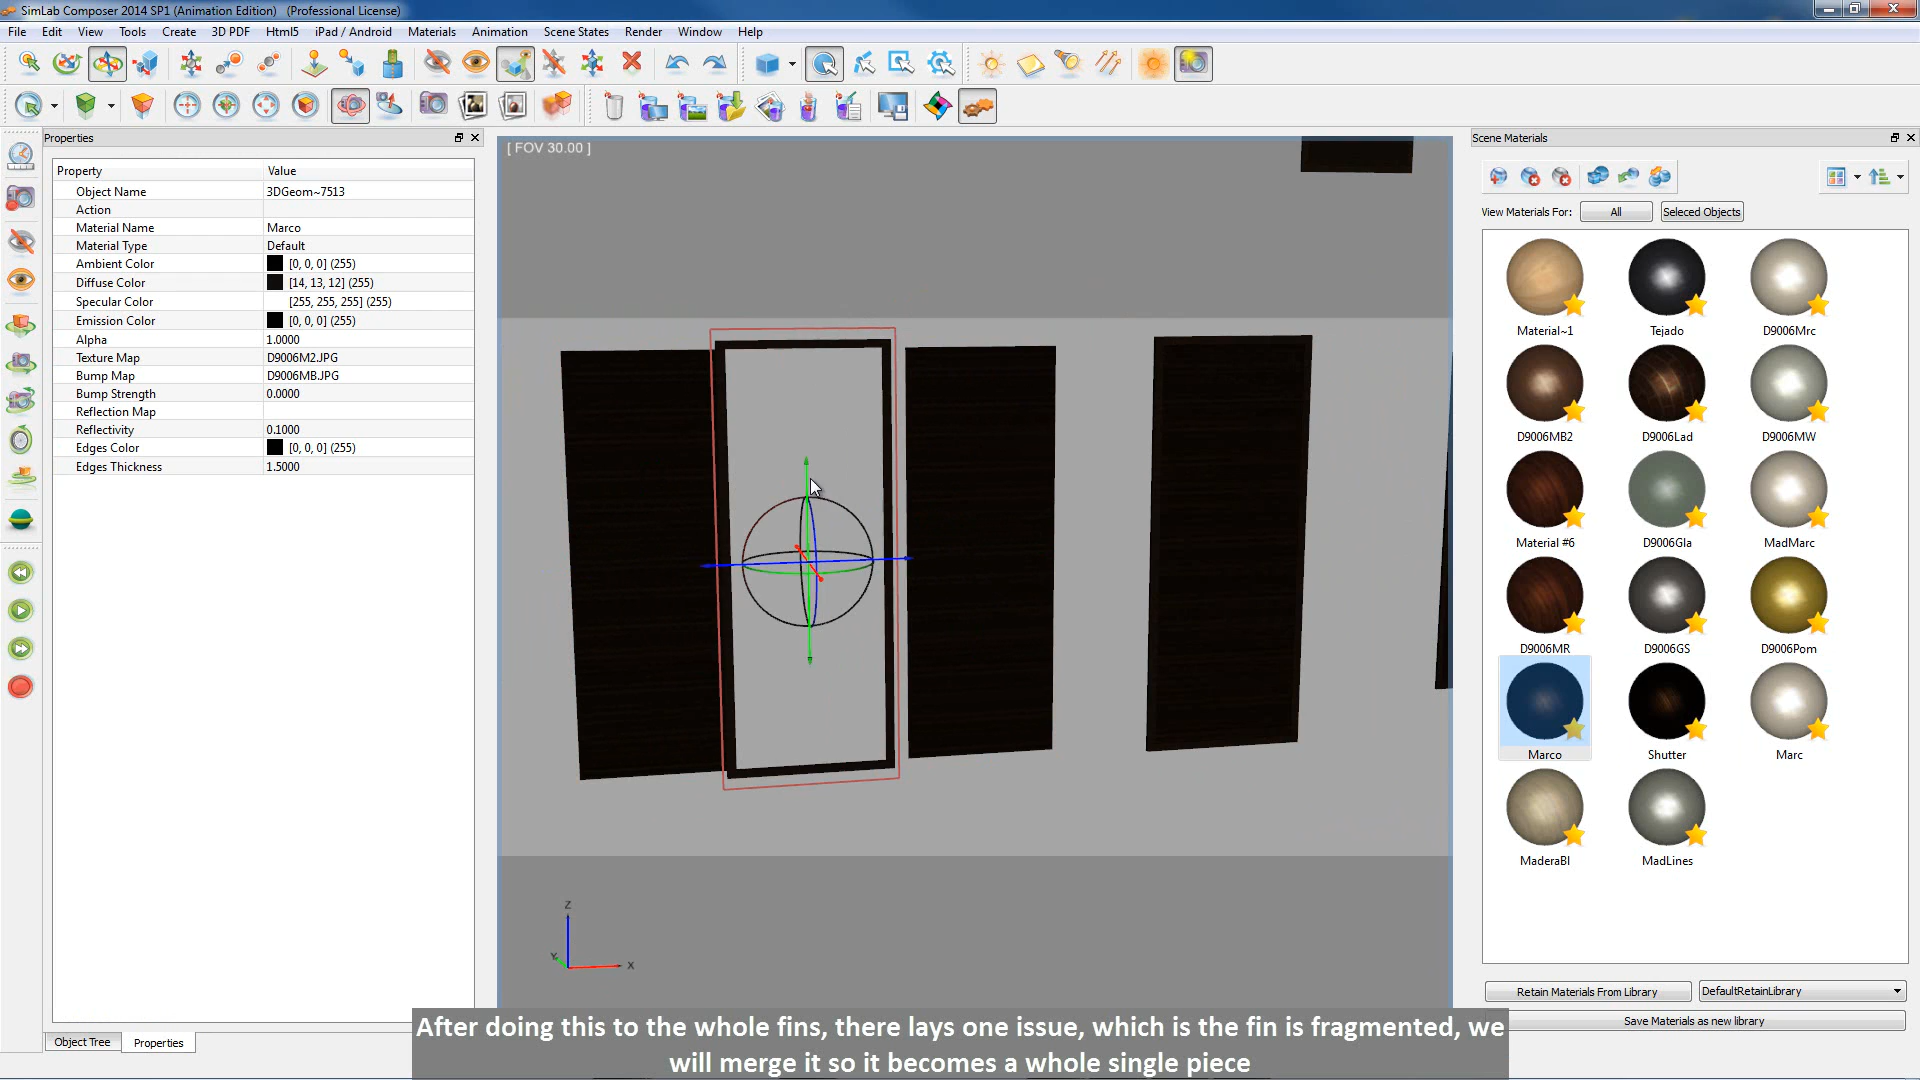 SimLab Composer 2014 SP1 (Animation Edition)   (Professional License)
File Edit View Tools Create 3D PDF Html5 iPad / Android Materials Animation Scene States Render Window Help
Properties
Property Value
Object Name 3DGeom~7513
Action
Material Name Marco
Material Type Default
Ambient Color [0, 0, 0] (255)
Diffuse Color [14, 13, 12] (255)
Specular Color [255, 255, 255] (255)
Emission Color [0, 0, 0] (255)
Alpha 1.0000
Texture Map D9006M2.JPG
Bump Map D9006MB.JPG
Bump Strength 0.0000
Reflection Map
Reflectivity 0.1000
Edges Color [0, 0, 0] (255)
Edges Thickness 1.5000
Object Tree Properties
[ FOV 30.00 ]
Z
Y
X
Scene Materials
View Materials For: All Seleced Objects
Material~1 Tejado D9006Mrc
D9006MB2 D9006Lad D9006MW
Material #6 D9006Gla MadMarc
D9006MR D9006GS D9006Pom
Marco Shutter Marc
MaderaBl MadLines
Retain Materials From Library DefaultRetainLibrary
Save Materials as new library
After doing this to the whole fins, there lays one issue, which is the fin is fragmented, we
will merge it so it becomes a whole single piece